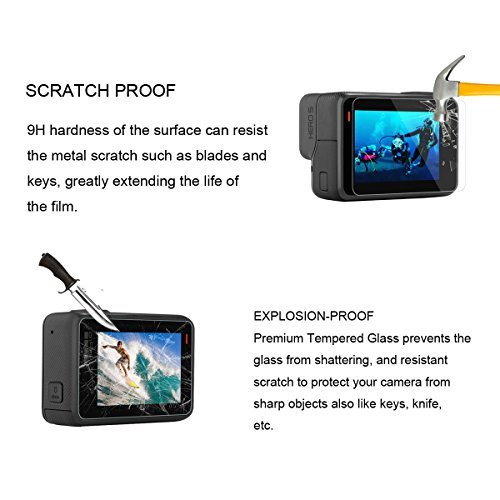 SCRATCH PROOF
9H hardness of the surface can resist
the metal scratch such as blades and
keys, greatly extending the life of
the film.
HERO 5
EXPLOSION-PROOF
Premium Tempered Glass prevents the
glass from shattering, and resistant
scratch to protect your camera from
sharp objects also like keys, knife,
etc.